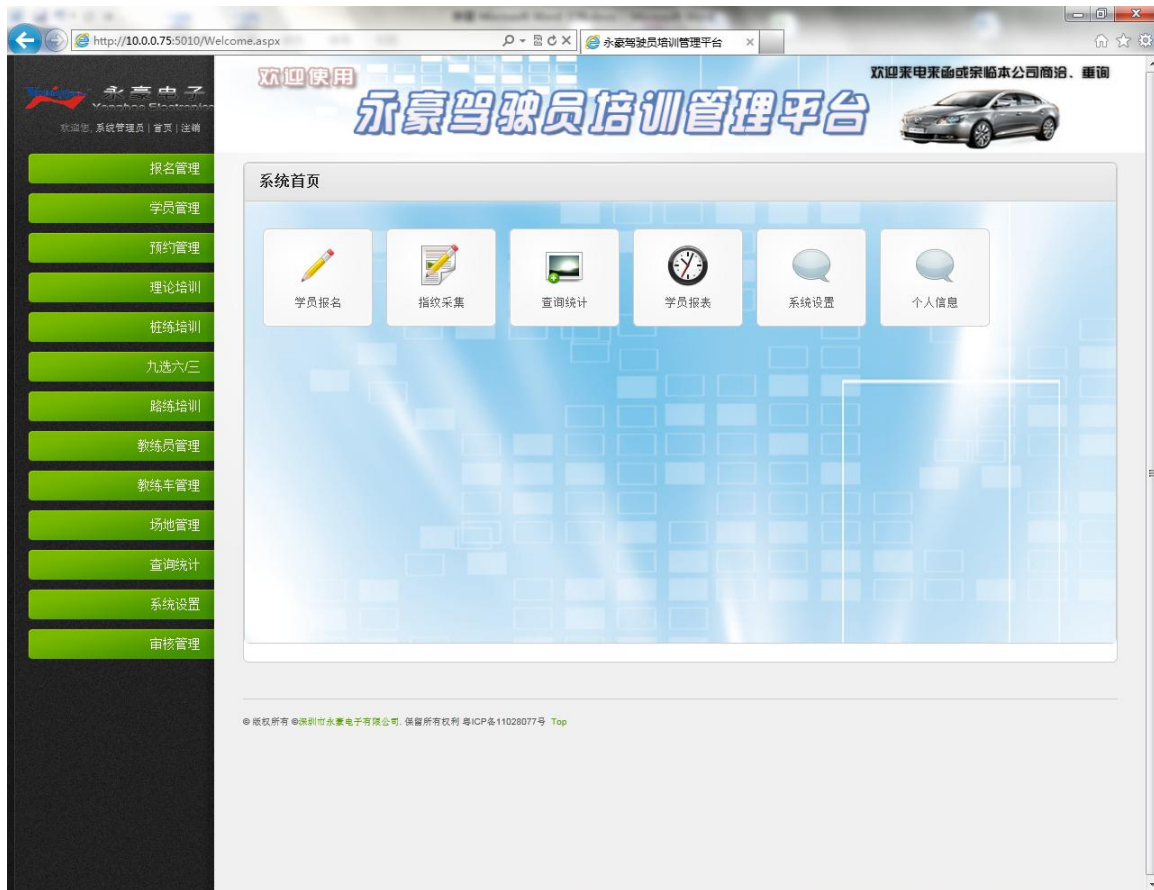 http://10.0.0.75:5010/Welcome.aspx
永豪驾驶员培训管理平台
永豪电子
欢迎您, 系统管理员 | 首页 | 注销
欢迎使用
永豪驾驶员培训管理平台
欢迎来电来函或亲临本公司商洽、垂询
报名管理
学员管理
预约管理
理论培训
桩练培训
九选六/三
路练培训
教练员管理
教练车管理
场地管理
查询统计
系统设置
审核管理
系统首页
学员报名
指纹采集
查询统计
学员报表
系统设置
个人信息
© 版权所有 ©深圳市永豪电子有限公司. 保留所有权利 粤ICP备11028077号 Top